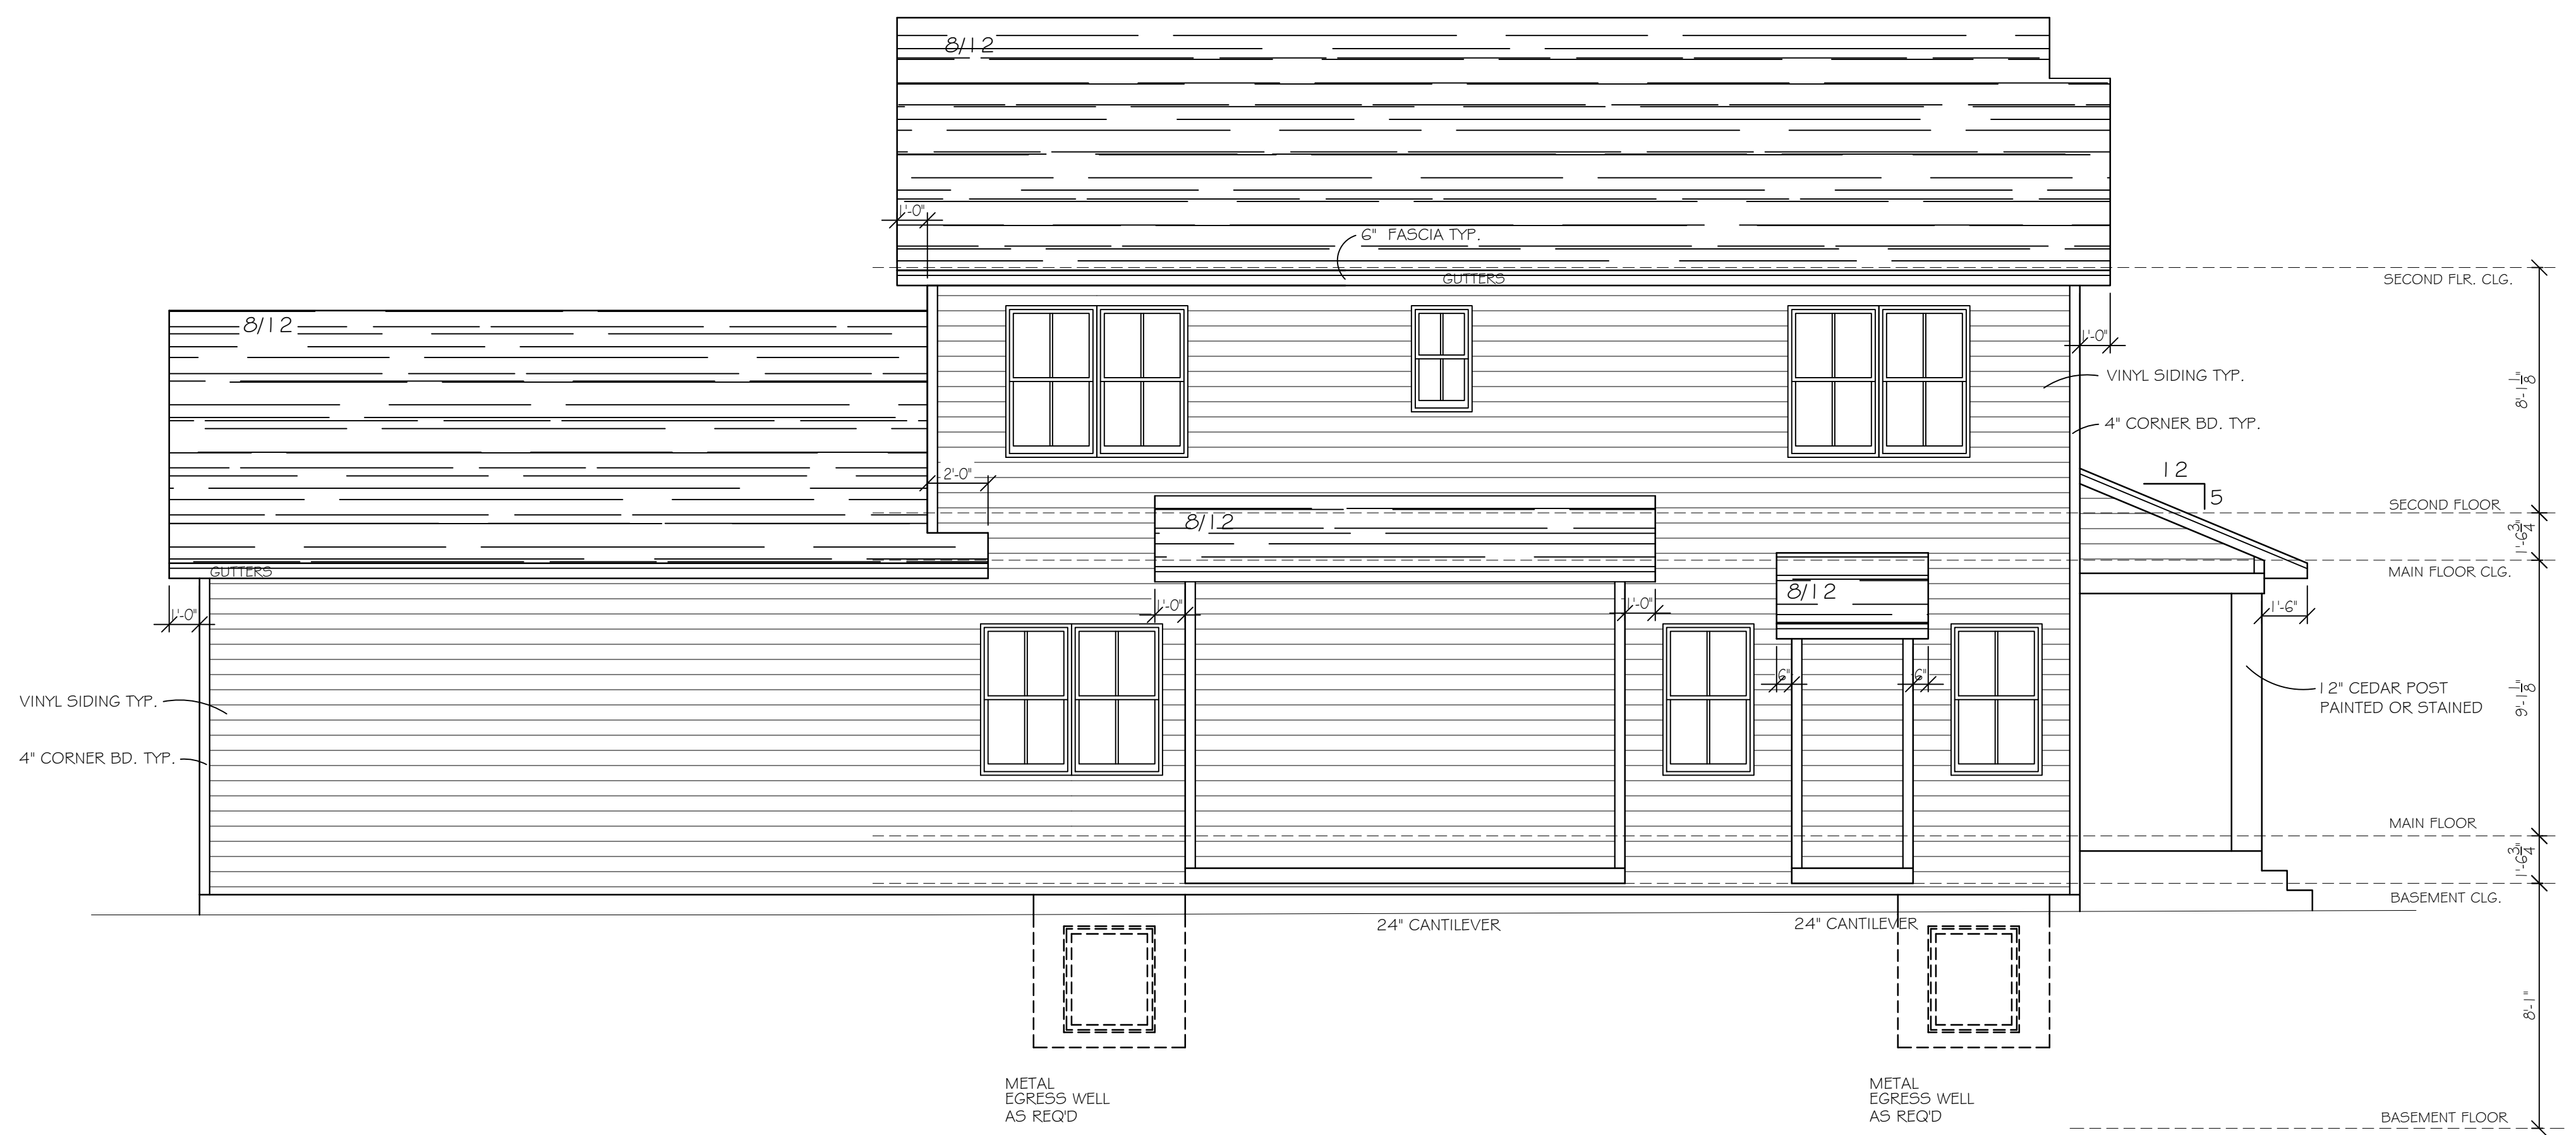 8/12
1'-0"
6" FASCIA TYP.
GUTTERS
SECOND FLR. CLG.
8/12
1'-0"
VINYL SIDING TYP.
8'-1 1/8"
4" CORNER BD. TYP.
12
5
2'-0"
SECOND FLOOR
8/12
1'-6 3/4"
GUTTERS
MAIN FLOOR CLG.
8/12
1'-0"
1'-0"
1'-0"
1'-6"
6"
6"
VINYL SIDING TYP.
12" CEDAR POST
PAINTED OR STAINED
9'-1 1/8"
4" CORNER BD. TYP.
MAIN FLOOR
1'-6 3/4"
BASEMENT CLG.
24" CANTILEVER
24" CANTILEVER
8'-1"
METAL
EGRESS WELL
AS REQ'D
METAL
EGRESS WELL
AS REQ'D
BASEMENT FLOOR